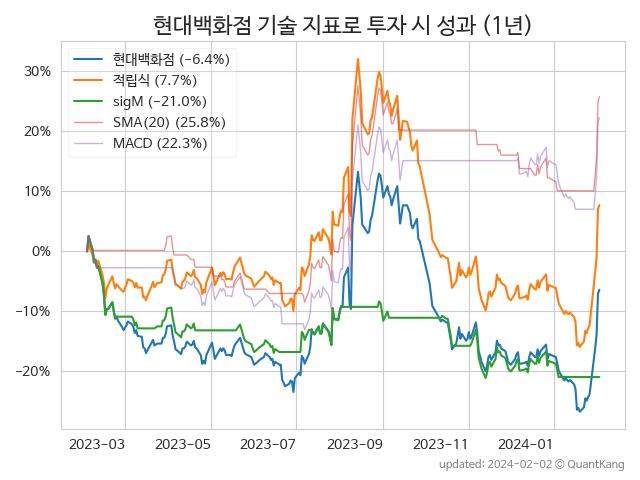 현대백화점 기술 지표로 투자 시 성과 (1년)
현대백화점 (−6.4%)
적립식 (7.7%)
sigM (−21.0%)
SMA(20) (25.8%)
MACD (22.3%)
30%
20%
10%
0%
−10%
−20%
2023−03
2023−05
2023−07
2023−09
2023−11
2024−01
updated: 2024-02-02 © QuantKang